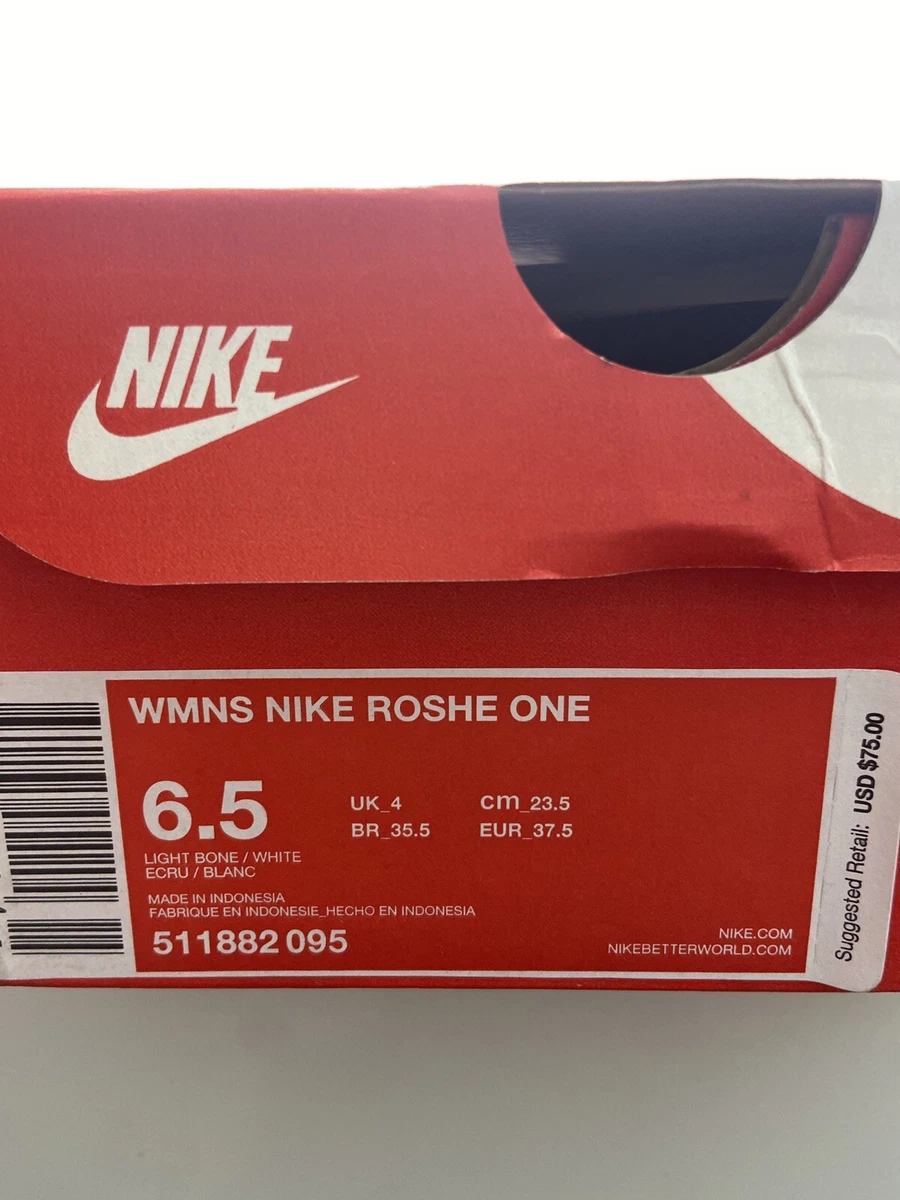 NIKE
WMNS NIKE ROSHE ONE
6.5
UK_4 cm_23.5
BR_35.5 EUR_37.5
LIGHT BONE / WHITE
ECRU / BLANC
MADE IN INDONESIA
FABRIQUE EN INDONESIE_HECHO EN INDONESIA
511882 095
NIKE.COM
NIKEBETTERWORLD.COM
Suggested Retail: USD $75.00